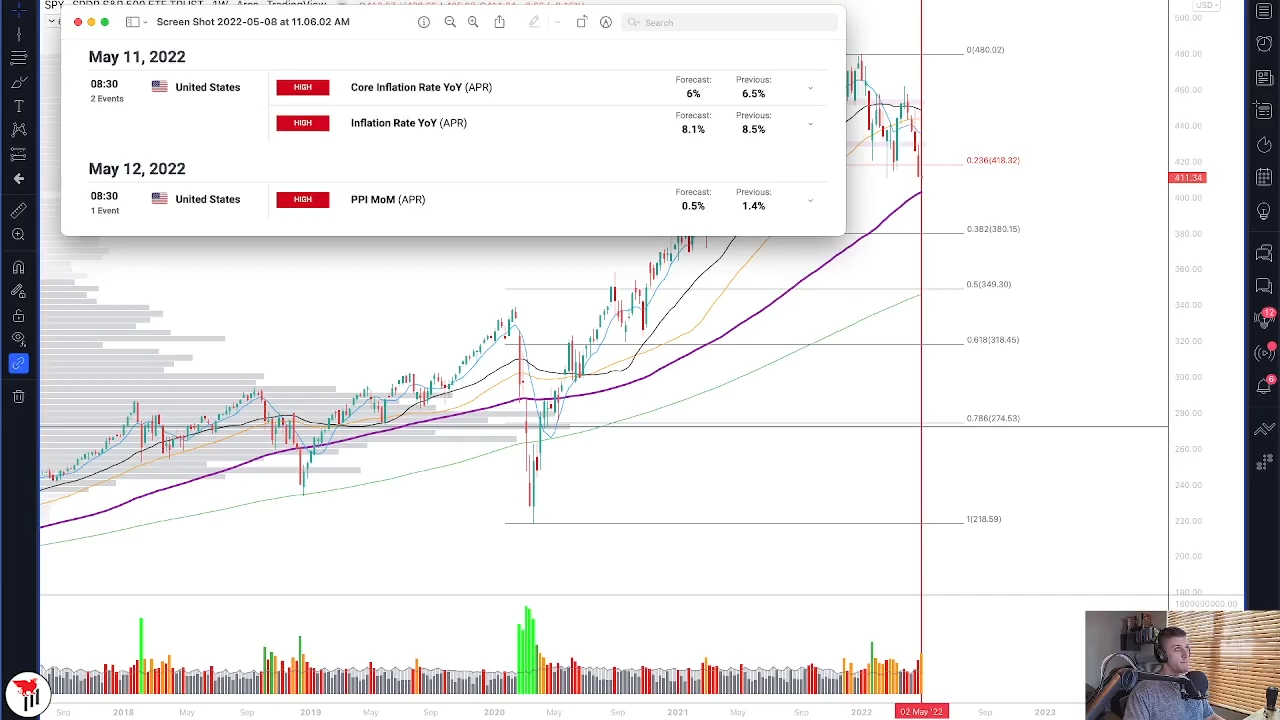 Screen Shot 2022-05-08 at 11.06.02 AM
Search
USD
May 11, 2022
08:30
2 Events
United States
HIGH
Core Inflation Rate YoY (APR)
Forecast:
6%
Previous:
6.5%
HIGH
Inflation Rate YoY (APR)
Forecast:
8.1%
Previous:
8.5%
May 12, 2022
08:30
1 Event
United States
HIGH
PPI MoM (APR)
Forecast:
0.5%
Previous:
1.4%
0(480.02)
0.236(418.32)
0.382(380.15)
0.5(349.30)
0.618(318.45)
0.786(274.53)
1(218.59)
500.00
480.00
460.00
440.00
420.00
411.34
400.00
380.00
360.00
340.00
320.00
300.00
280.00
260.00
240.00
220.00
200.00
180.00
1600000000.00
12
6
Sep
2018
May
Sep
2019
May
Sep
2020
May
Sep
2021
May
Sep
2022
02 May '22
Sep
2023